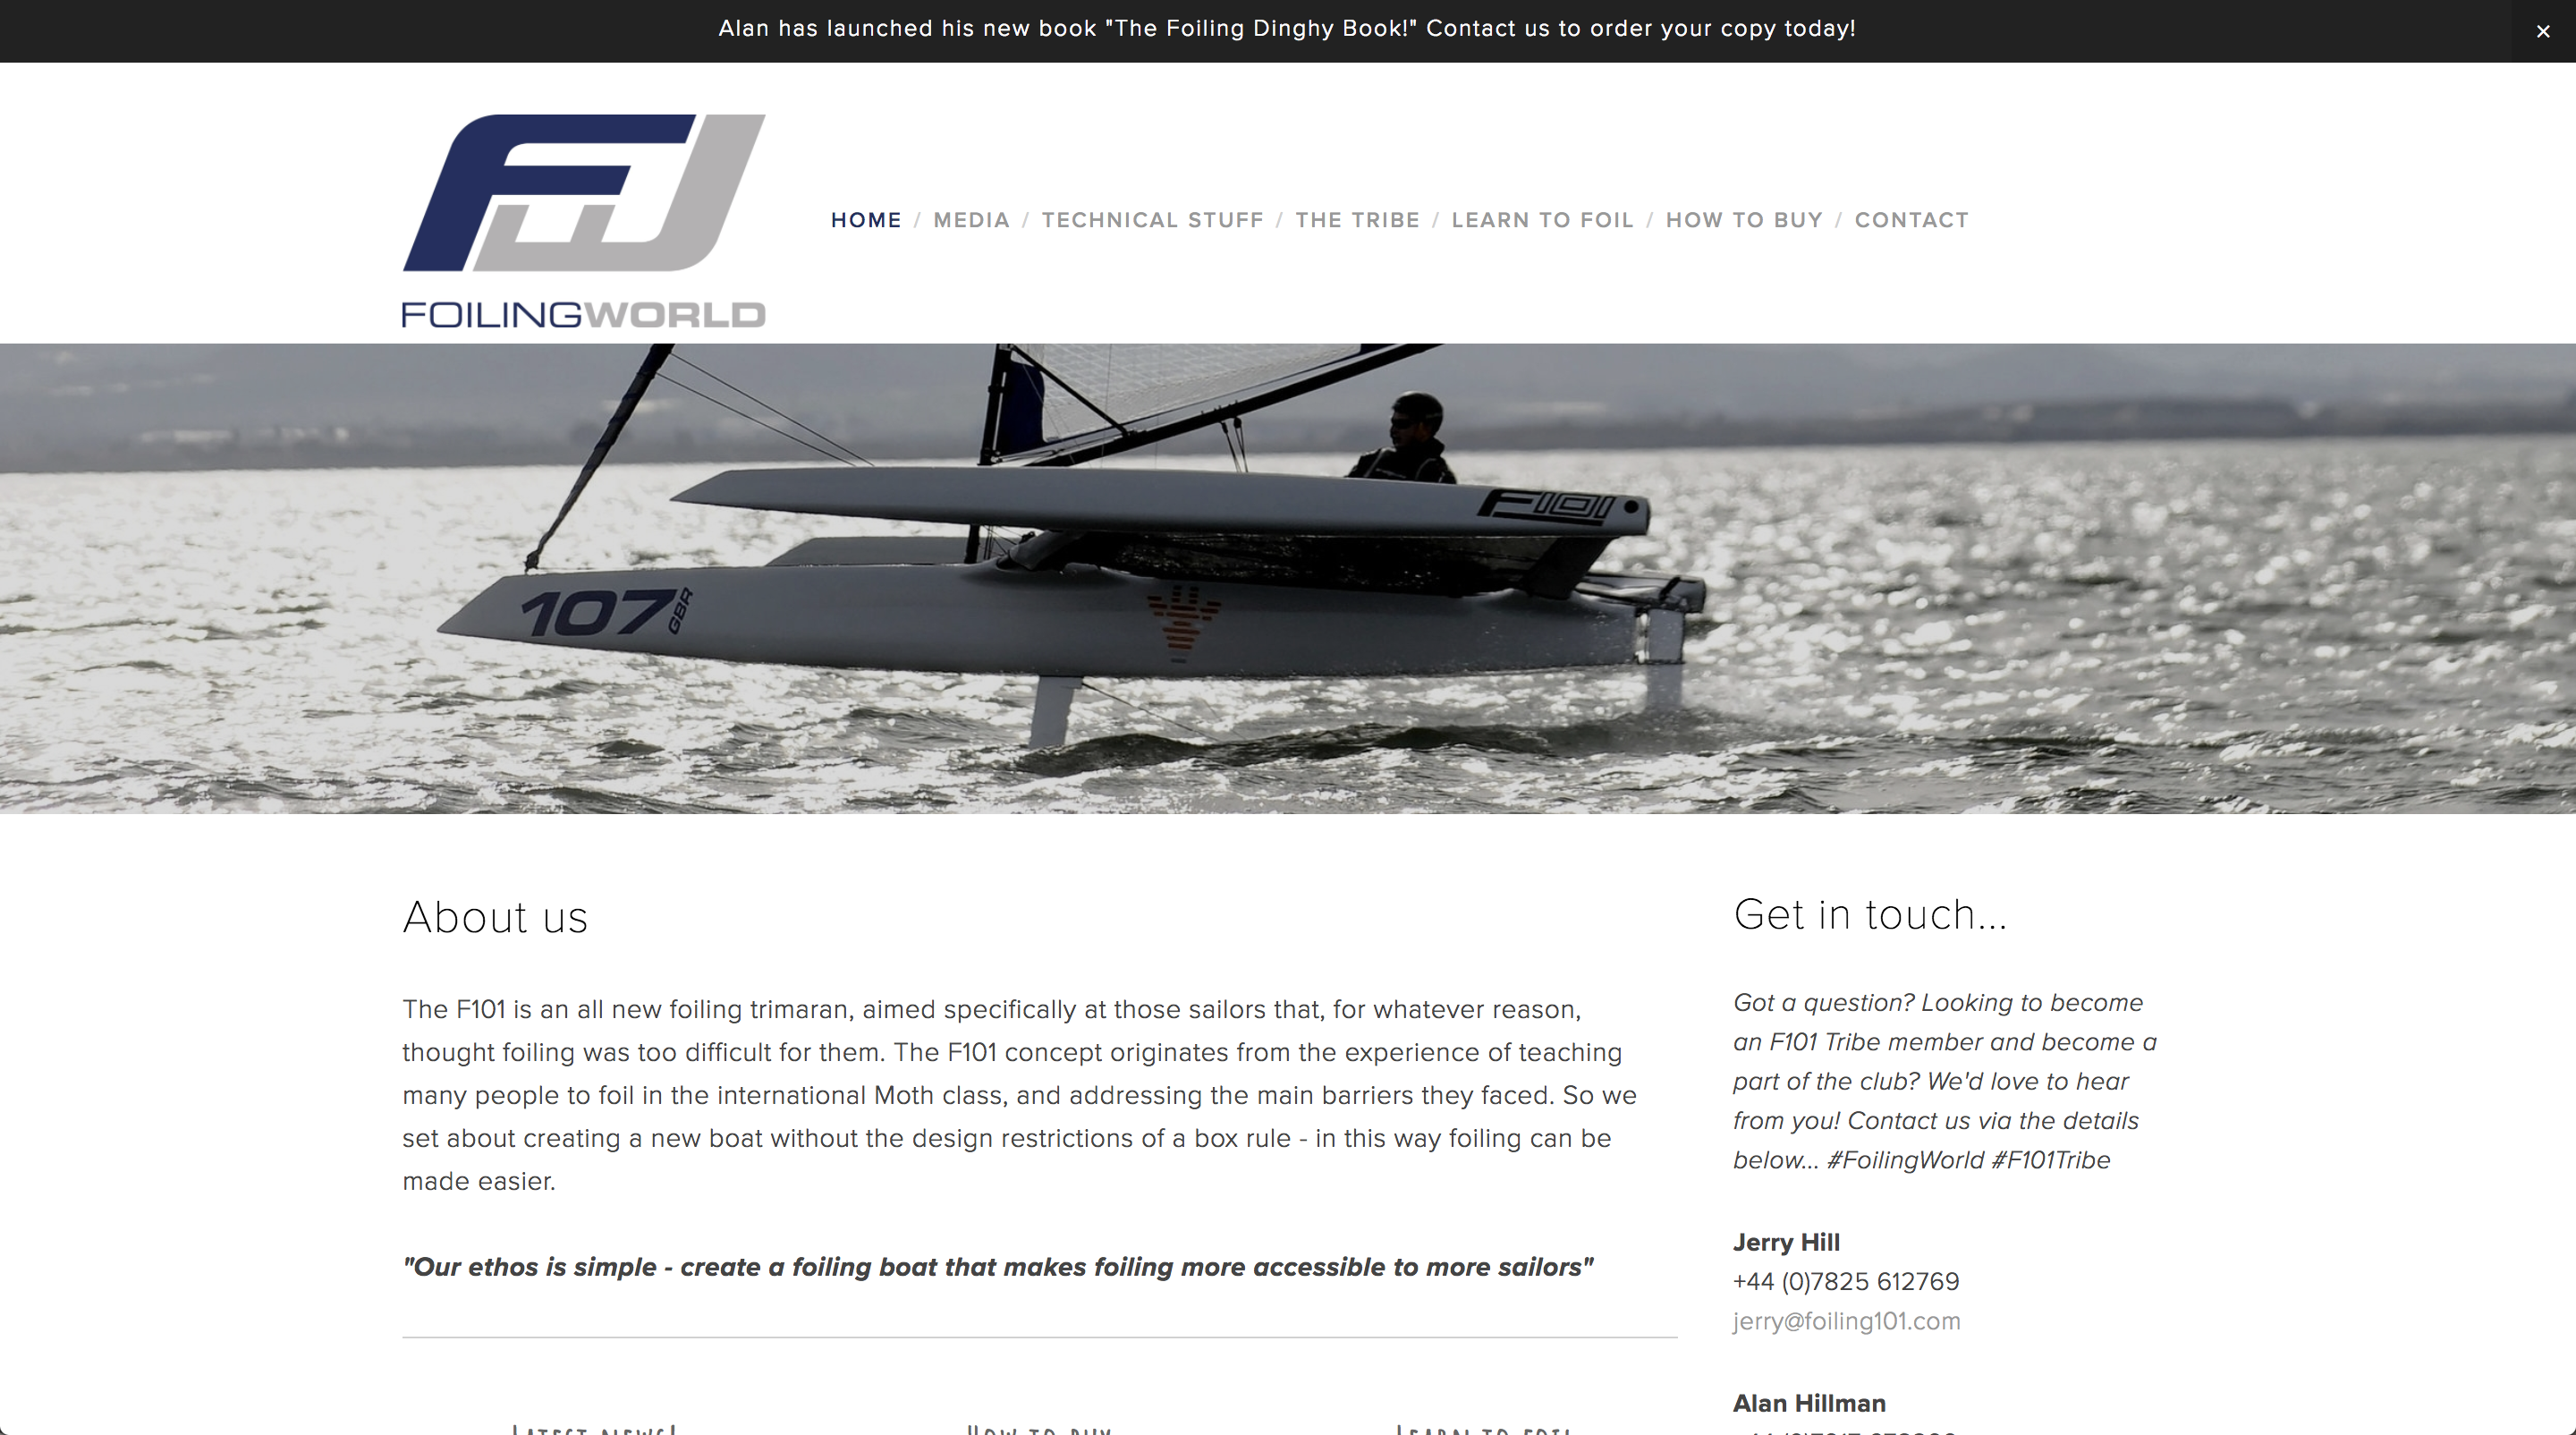 Alan has launched his new book "The Foiling Dinghy Book!" Contact us to order your copy today!
×
FW
FOILINGWORLD
HOME / MEDIA / TECHNICAL STUFF / THE TRIBE / LEARN TO FOIL / HOW TO BUY / CONTACT
F101
107 GBR
About us
The F101 is an all new foiling trimaran, aimed specifically at those sailors that, for whatever reason,
thought foiling was too difficult for them. The F101 concept originates from the experience of teaching
many people to foil in the international Moth class, and addressing the main barriers they faced. So we
set about creating a new boat without the design restrictions of a box rule - in this way foiling can be
made easier.
"Our ethos is simple - create a foiling boat that makes foiling more accessible to more sailors"
Latest news!
How to buy
Learn to foil
Get in touch...
Got a question? Looking to become
an F101 Tribe member and become a
part of the club? We'd love to hear
from you! Contact us via the details
below... #FoilingWorld #F101Tribe
Jerry Hill
+44 (0)7825 612769
jerry@foiling101.com
Alan Hillman